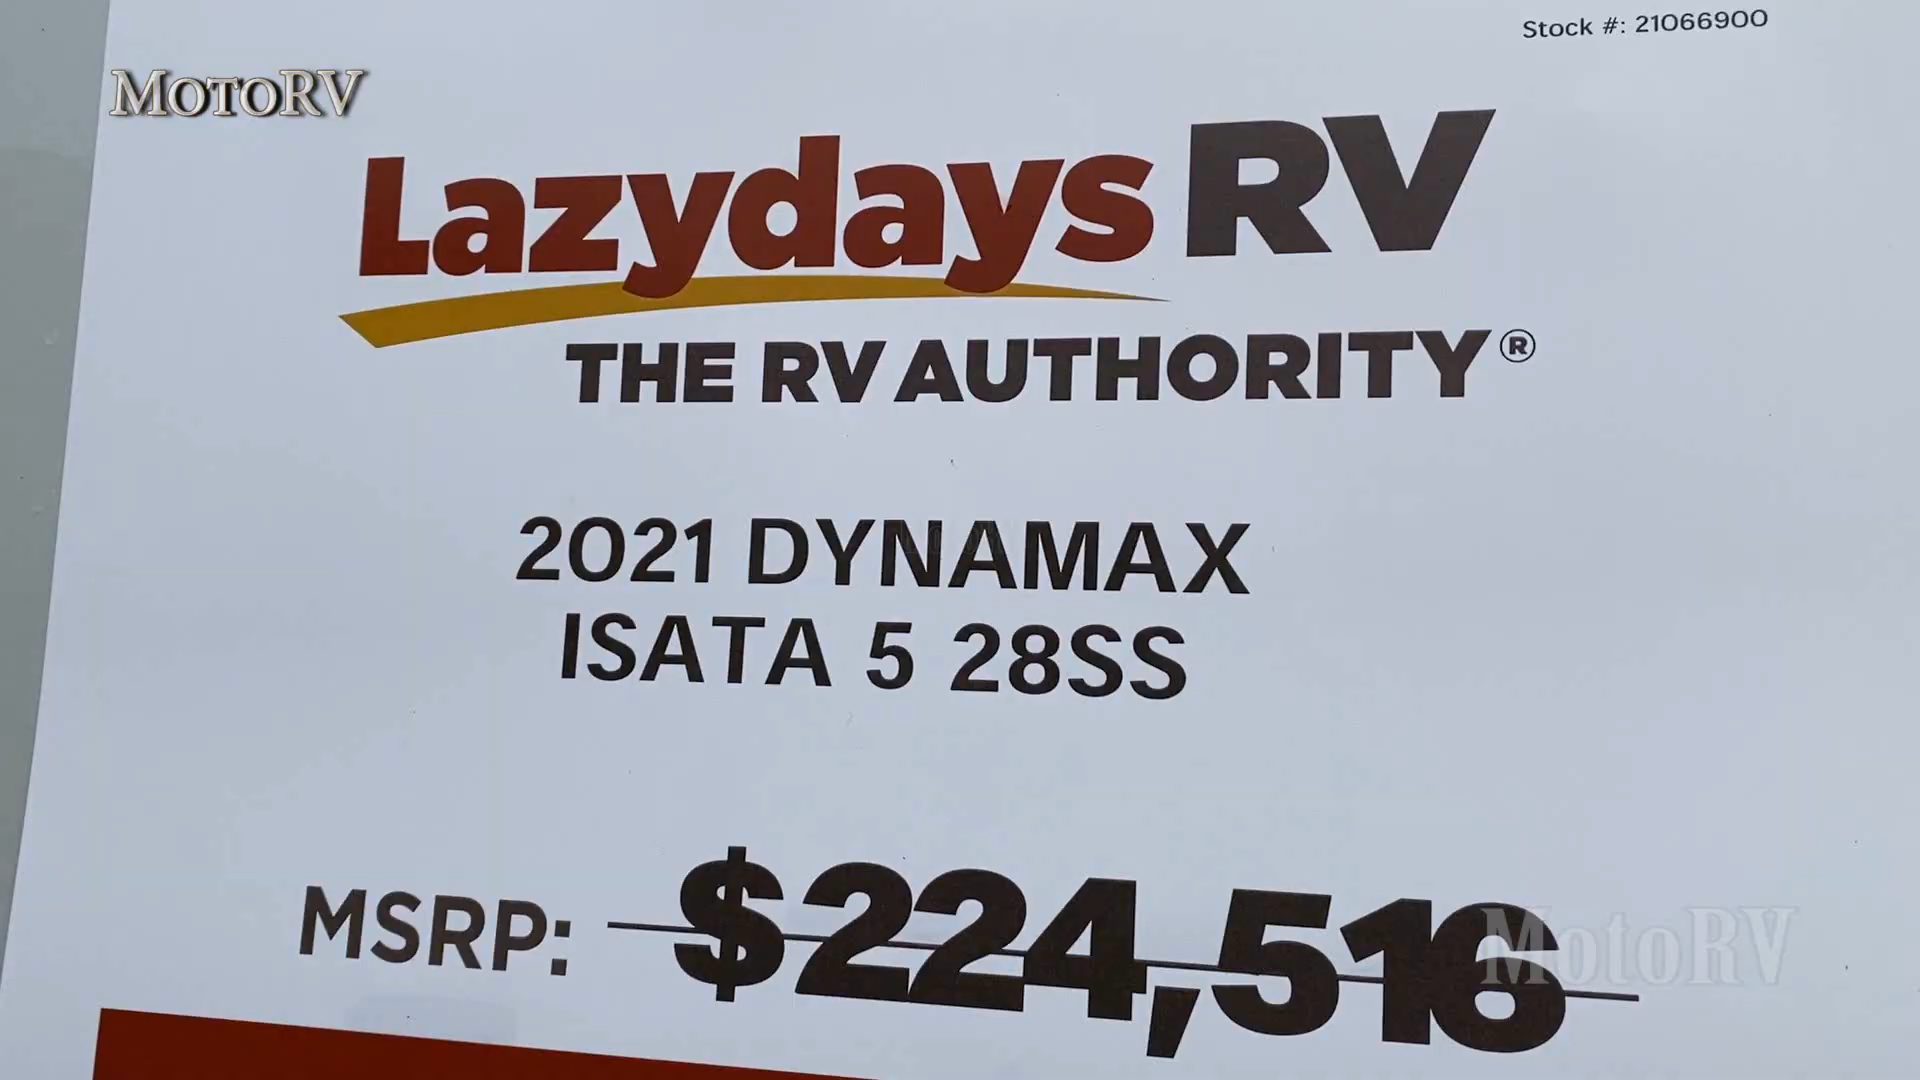 Stock #: 21066900
MotoRV
Lazydays RV
THE RV AUTHORITY®
2021 DYNAMAX
ISATA 5 28SS
MSRP: $224,516
MotoRV